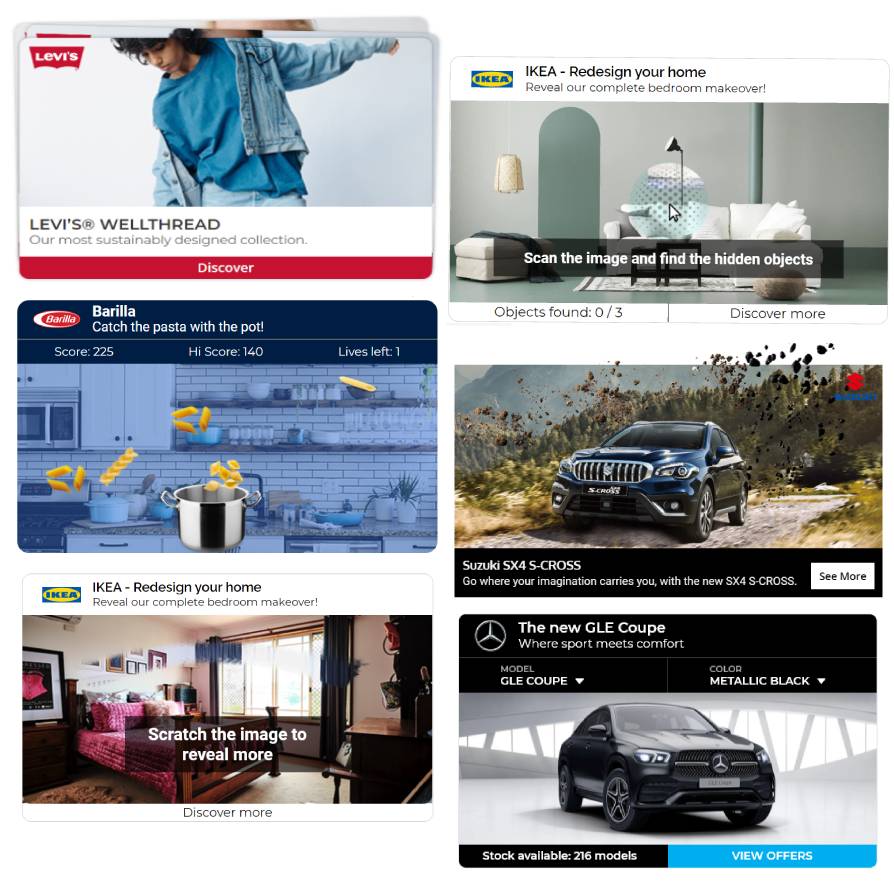 LEVI'S
LEVI'S® WELLTHREAD
Our most sustainably designed collection.
Discover
IKEA
IKEA - Redesign your home
Reveal our complete bedroom makeover!
Scan the image and find the hidden objects
Objects found: 0 / 3
Discover more
Barilla
Barilla
Catch the pasta with the pot!
Score: 225
Hi Score: 140
Lives left: 1
SUZUKI
S-CROSS
Suzuki SX4 S-CROSS
Go where your imagination carries you, with the new SX4 S-CROSS.
See More
IKEA
IKEA - Redesign your home
Reveal our complete bedroom makeover!
Scratch the image to
reveal more
Discover more
The new GLE Coupe
Where sport meets comfort
MODEL
GLE COUPE
COLOR
METALLIC BLACK
GLE Coupe
Stock available: 216 models
VIEW OFFERS